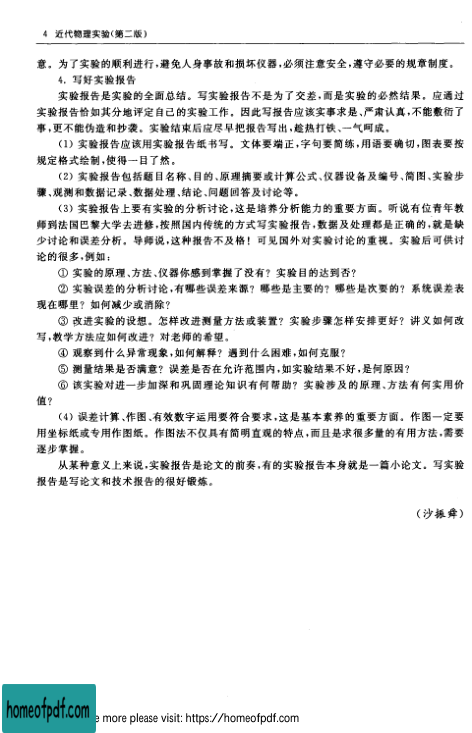 4 近代物理实验(第二版)
意。为了实验的顺利进行,避免人身事故和损坏仪器,必须注意安全,遵守必要的规章制度。
4. 写好实验报告
实验报告是实验的全面总结。写实验报告不是为了交差,而是实验的必然结果。应通过
实验报告恰如其分地评定自己的实验工作。因此写报告应该实事求是、严肃认真,不能敷衍了
事,更不能伪造和抄袭。实验结束后应尽早把报告写出,趁热打铁、一气呵成。
(1) 实验报告应该用实验报告纸书写。文体要端正,字句要简练,用语要确切,图表要按
规定格式绘制,使得一目了然。
(2) 实验报告包括题目名称、目的、原理摘要或计算公式、仪器设备及编号、简图、实验步
骤、观测和数据记录、数据处理、结论、问题回答及讨论等。
(3) 实验报告上要有实验的分析讨论,这是培养分析能力的重要方面。听说有位青年教
师到法国巴黎大学去进修,按照国内传统的方式写实验报告,数据及处理都是正确的,就是缺
少讨论和误差分析。导师说,这种报告不及格! 可见国外对实验讨论的重视。实验后可供讨
论的很多,例如:
① 实验的原理、方法、仪器你感到掌握了没有? 实验目的达到否?
② 实验误差的分析讨论,有哪些误差来源? 哪些是主要的? 哪些是次要的? 系统误差表
现在哪里? 如何减少或消除?
③ 改进实验的设想。怎样改进测量方法或装置? 实验步骤怎样安排更好? 讲义如何改
写,教学方法应如何改进? 对老师的希望。
④ 观察到什么异常现象,如何解释? 遇到什么困难,如何克服?
⑤ 测量结果是否满意? 误差是否在允许范围内,如实验结果不好,是何原因?
⑥ 该实验对进一步加深和巩固理论知识有何帮助? 实验涉及的原理、方法有何实用价
值?
(4) 误差计算、作图、有效数字运用要符合要求,这是基本素养的重要方面。作图一定要
用坐标纸或专用作图纸。作图法不仅具有简明直观的特点,而且是求很多量的有用方法,需要
逐步掌握。
从某种意义上来说,实验报告是论文的前奏,有的实验报告本身就是一篇小论文。写实验
报告是写论文和技术报告的很好锻炼。
(沙振舜)
homeofpdf.com
e more please visit: https://homeofpdf.com